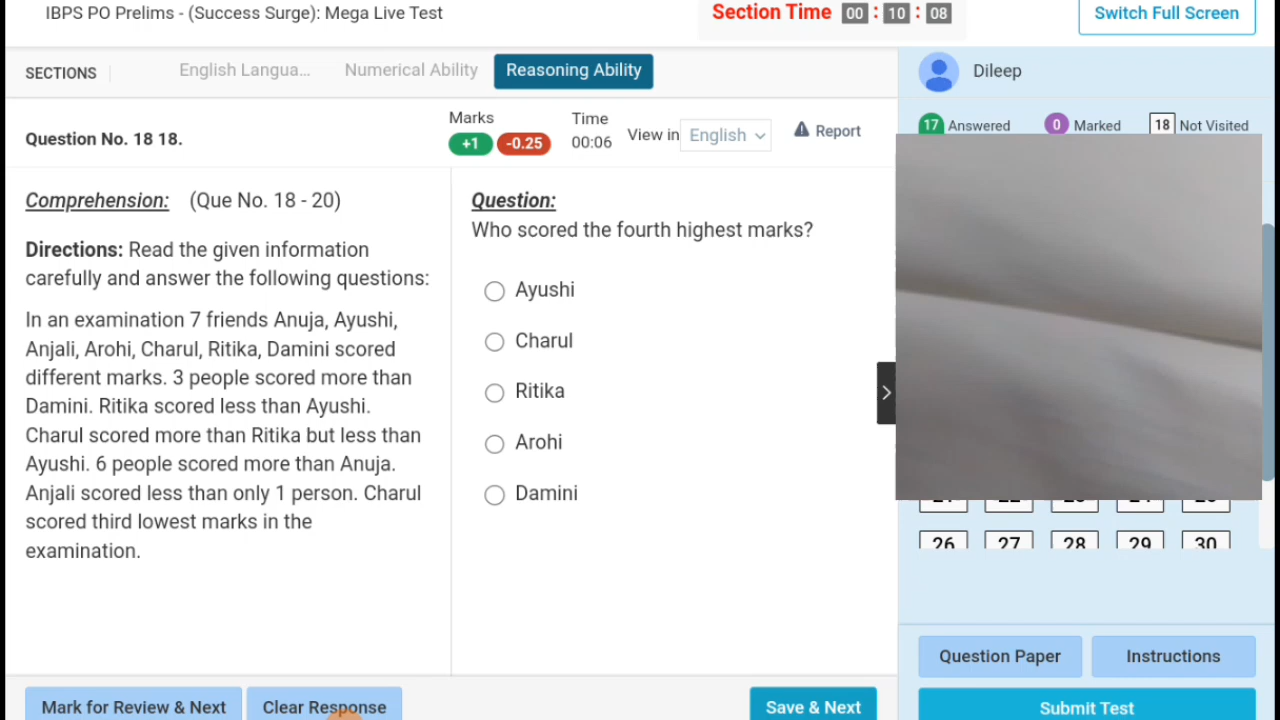 IBPS PO Prelims - (Success Surge): Mega Live Test
Section Time 00 : 10 : 08
Switch Full Screen
SECTIONS
English Langua...
Numerical Ability
Reasoning Ability
Dileep
Question No. 18 18.
Marks
+1 -0.25
Time
00:06
View in English
Report
17 Answered
0 Marked
18 Not Visited
Comprehension: (Que No. 18 - 20)
Directions: Read the given information
carefully and answer the following questions:
In an examination 7 friends Anuja, Ayushi,
Anjali, Arohi, Charul, Ritika, Damini scored
different marks. 3 people scored more than
Damini. Ritika scored less than Ayushi.
Charul scored more than Ritika but less than
Ayushi. 6 people scored more than Anuja.
Anjali scored less than only 1 person. Charul
scored third lowest marks in the
examination.
Question:
Who scored the fourth highest marks?
Ayushi
Charul
Ritika
Arohi
Damini
26 27 28 29 30
Question Paper
Instructions
Mark for Review & Next
Clear Response
Save & Next
Submit Test